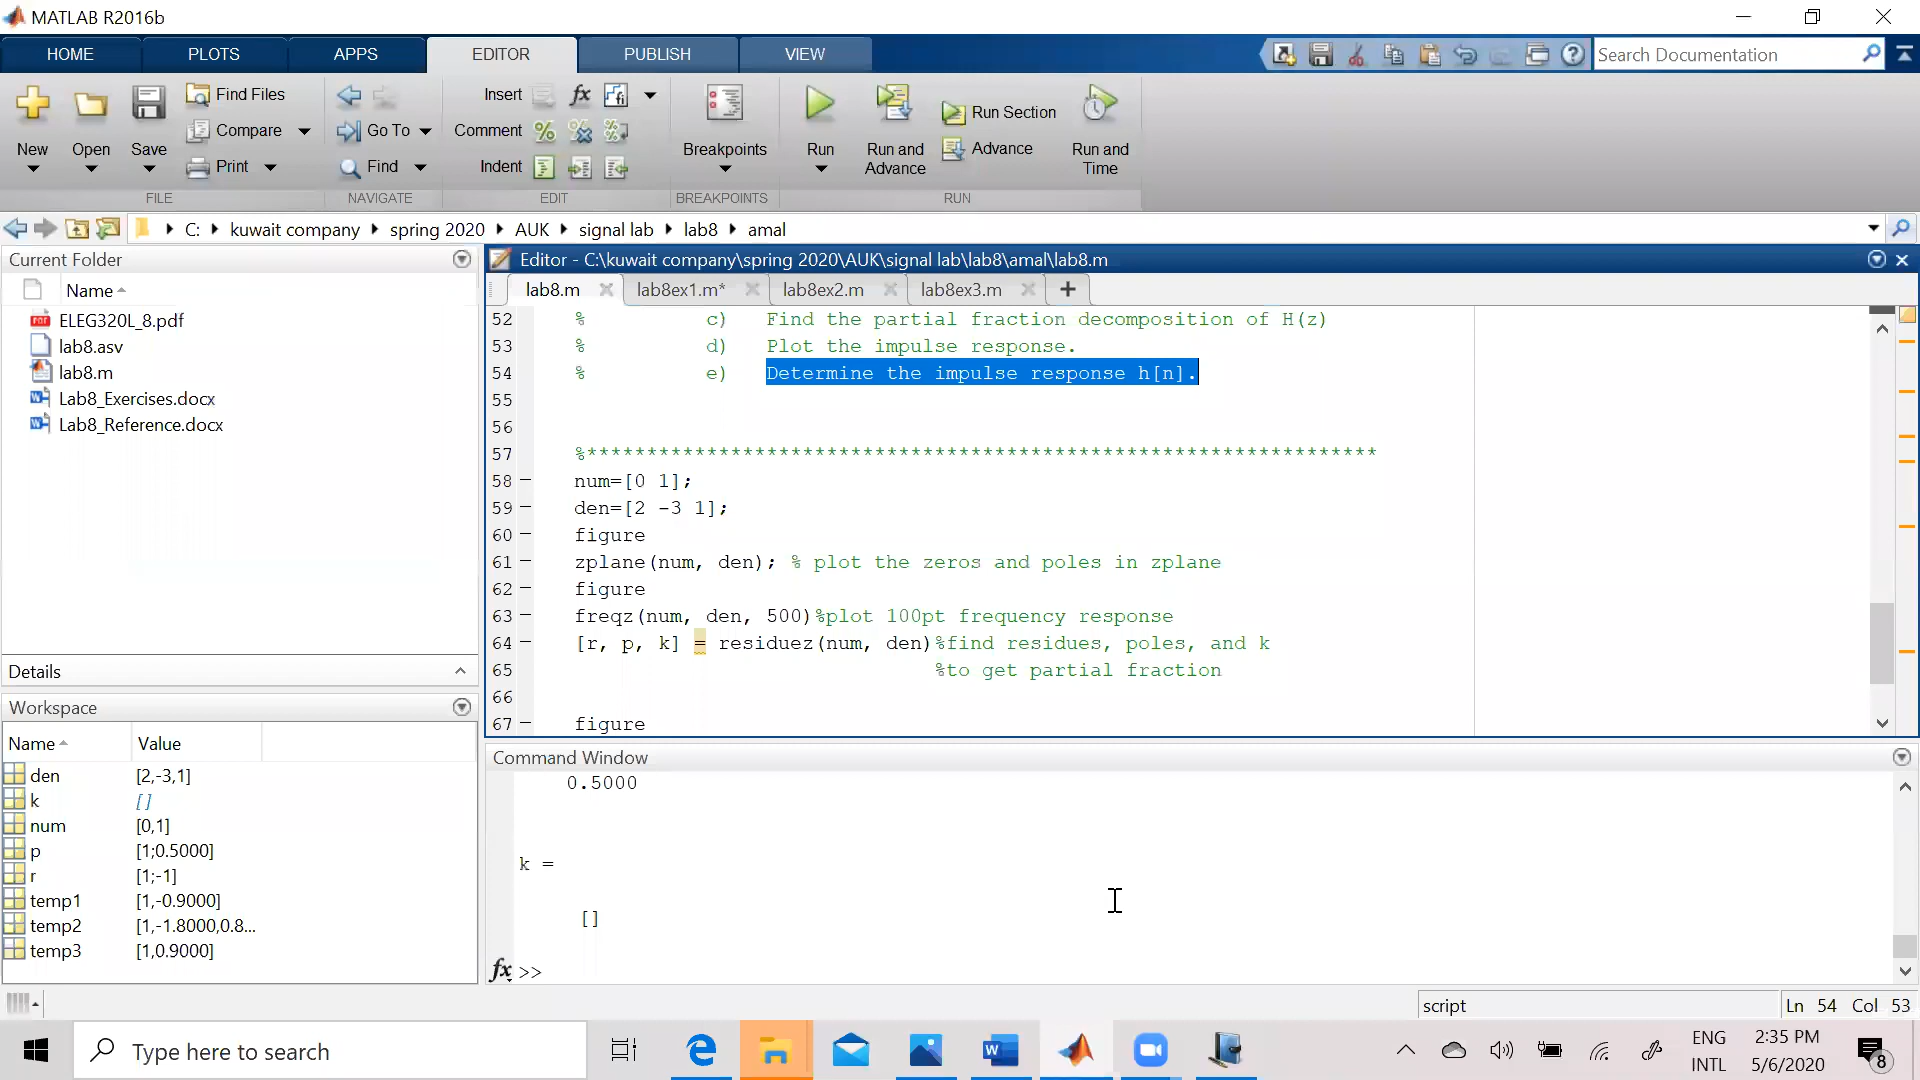 MATLAB R2016b
HOME PLOTS APPS EDITOR PUBLISH VIEW
Search Documentation
New Open Save Find Files Compare Print
Go To Find
Insert fx
Comment
Indent
Breakpoints
Run Run and Advance Run Section Advance Run and Time
FILE NAVIGATE EDIT BREAKPOINTS RUN
C: kuwait company spring 2020 AUK signal lab lab8 amal
Current Folder
Name
ELEG320L_8.pdf
lab8.asv
lab8.m
Lab8_Exercises.docx
Lab8_Reference.docx
Details
Workspace
Name Value
den [2,-3,1]
k []
num [0,1]
p [1;0.5000]
r [1;-1]
temp1 [1,-0.9000]
temp2 [1,-1.8000,0.8...
temp3 [1,0.9000]
Editor - C:\kuwait company\spring 2020\AUK\signal lab\lab8\amal\lab8.m
lab8.m lab8ex1.m* lab8ex2.m lab8ex3.m
52 % c) Find the partial fraction decomposition of H(z)
53 % d) Plot the impulse response.
54 % e) Determine the impulse response h[n].
55
56
57 %******************************************************************
58 num=[0 1];
59 den=[2 -3 1];
60 figure
61 zplane(num, den); % plot the zeros and poles in zplane
62 figure
63 freqz(num, den, 500)%plot 100pt frequency response
64 [r, p, k] = residuez(num, den)%find residues, poles, and k
65 %to get partial fraction
66
67 figure
Command Window
0.5000
k =
[]
fx >>
script Ln 54 Col 53
Type here to search
ENG
INTL
2:35 PM
5/6/2020
8